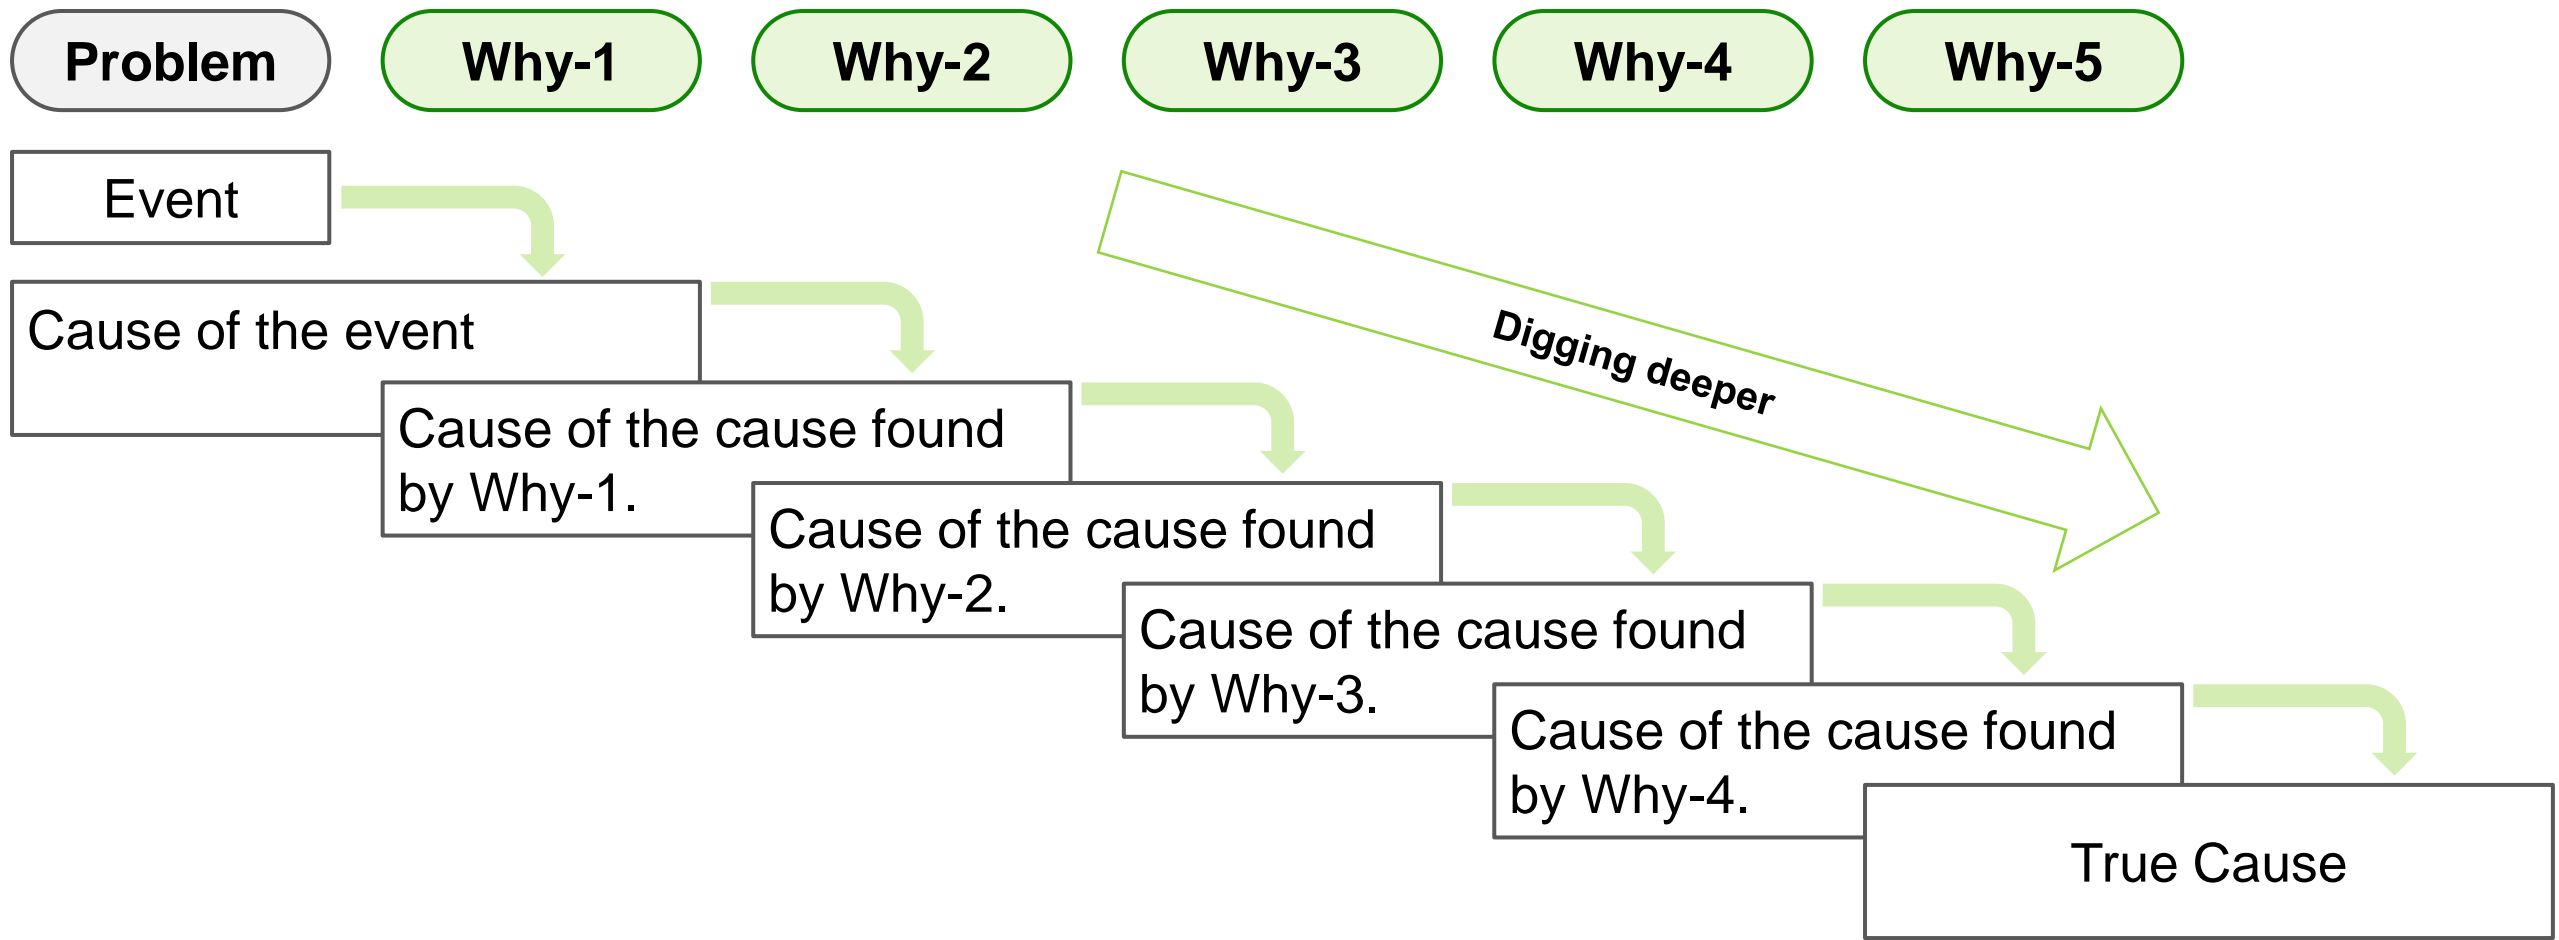 Problem
Why-1
Why-2
Why-3
Why-4
Why-5
Event
Digging deeper
Cause of the event
Cause of the cause found
by Why-1.
Cause of the cause found
by Why-2.
Cause of the cause found
by Why-3.
Cause of the cause found
by Why-4.
True Cause